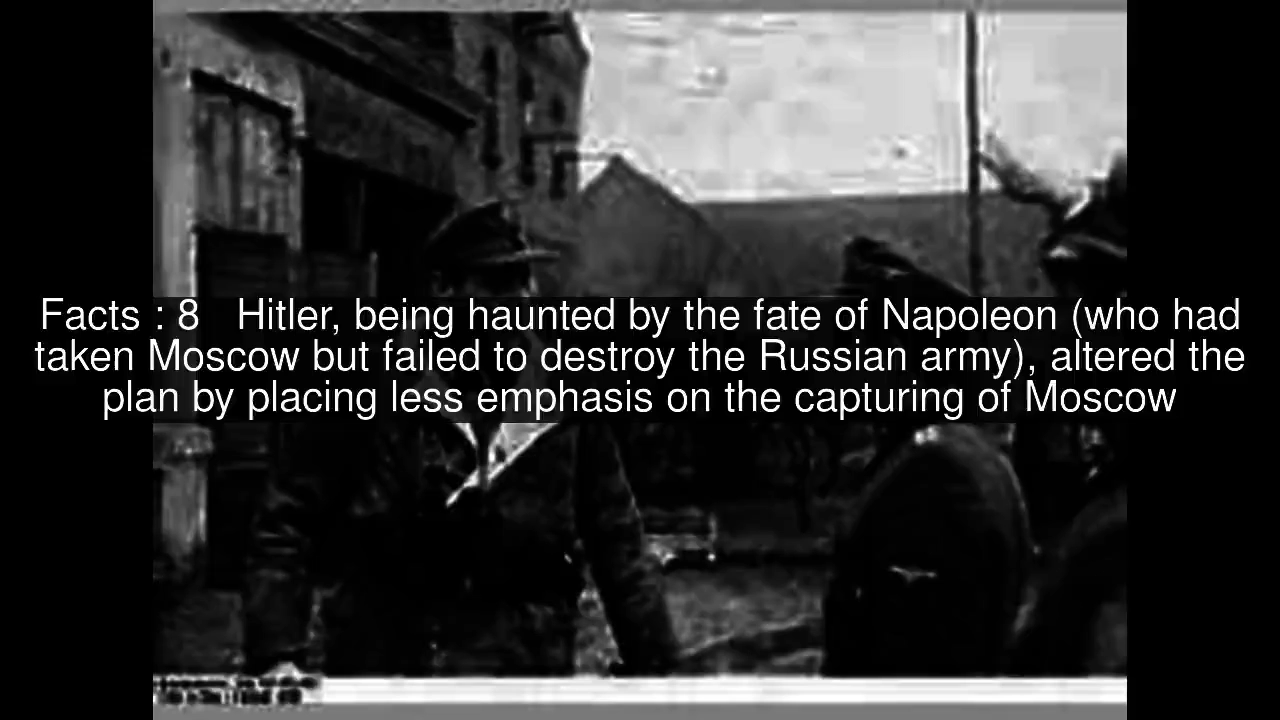 Facts : 8 Hitler, being haunted by the fate of Napoleon (who had
taken Moscow but failed to destroy the Russian army), altered the
plan by placing less emphasis on the capturing of Moscow